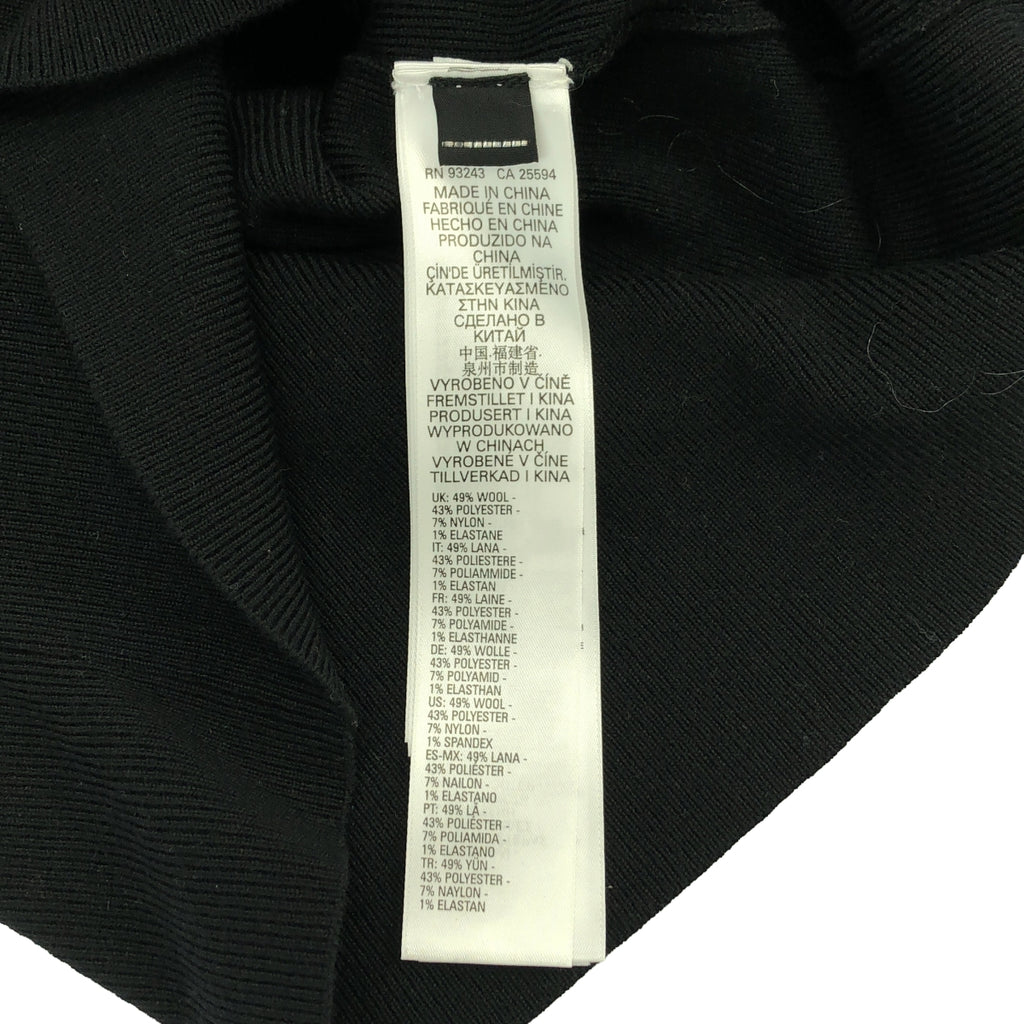 RN 93243 CA 25594
MADE IN CHINA
FABRIQUÉ EN CHINE
HECHO EN CHINA
PRODUZIDO NA
CHINA
ÇİN'DE ÜRETİLMİŞTİR.
ΚΑΤΑΣΚΕΥΑΣΜΕΝΟ
ΣΤΗΝ ΚΙΝΑ
СДЕЛАНО В
КИТАЙ
中国.福建省.
泉州市制造
VYROBENO V ČÍNĚ
FREMSTILLET I KINA
PRODUSERT I KINA
WYPRODUKOWANO
W CHINACH
VYROBENÉ V ČÍNE
TILLVERKAD I KINA
UK: 49% WOOL -
43% POLYESTER -
7% NYLON -
1% ELASTANE
IT: 49% LANA -
43% POLIESTERE -
7% POLIAMMIDE -
1% ELASTAN
FR: 49% LAINE -
43% POLYESTER -
7% POLYAMIDE -
1% ELASTHANNE
DE: 49% WOLLE -
43% POLYESTER -
7% POLYAMID -
1% ELASTHAN
US: 49% WOOL -
43% POLYESTER -
7% NYLON -
1% SPANDEX
ES-MX: 49% LANA -
43% POLIÉSTER -
7% NAILON -
1% ELASTANO
PT: 49% LÃ -
43% POLIÉSTER -
7% POLIAMIDA -
1% ELASTANO
TR: 49% YÜN -
43% POLYESTER -
7% NAYLON -
1% ELASTAN